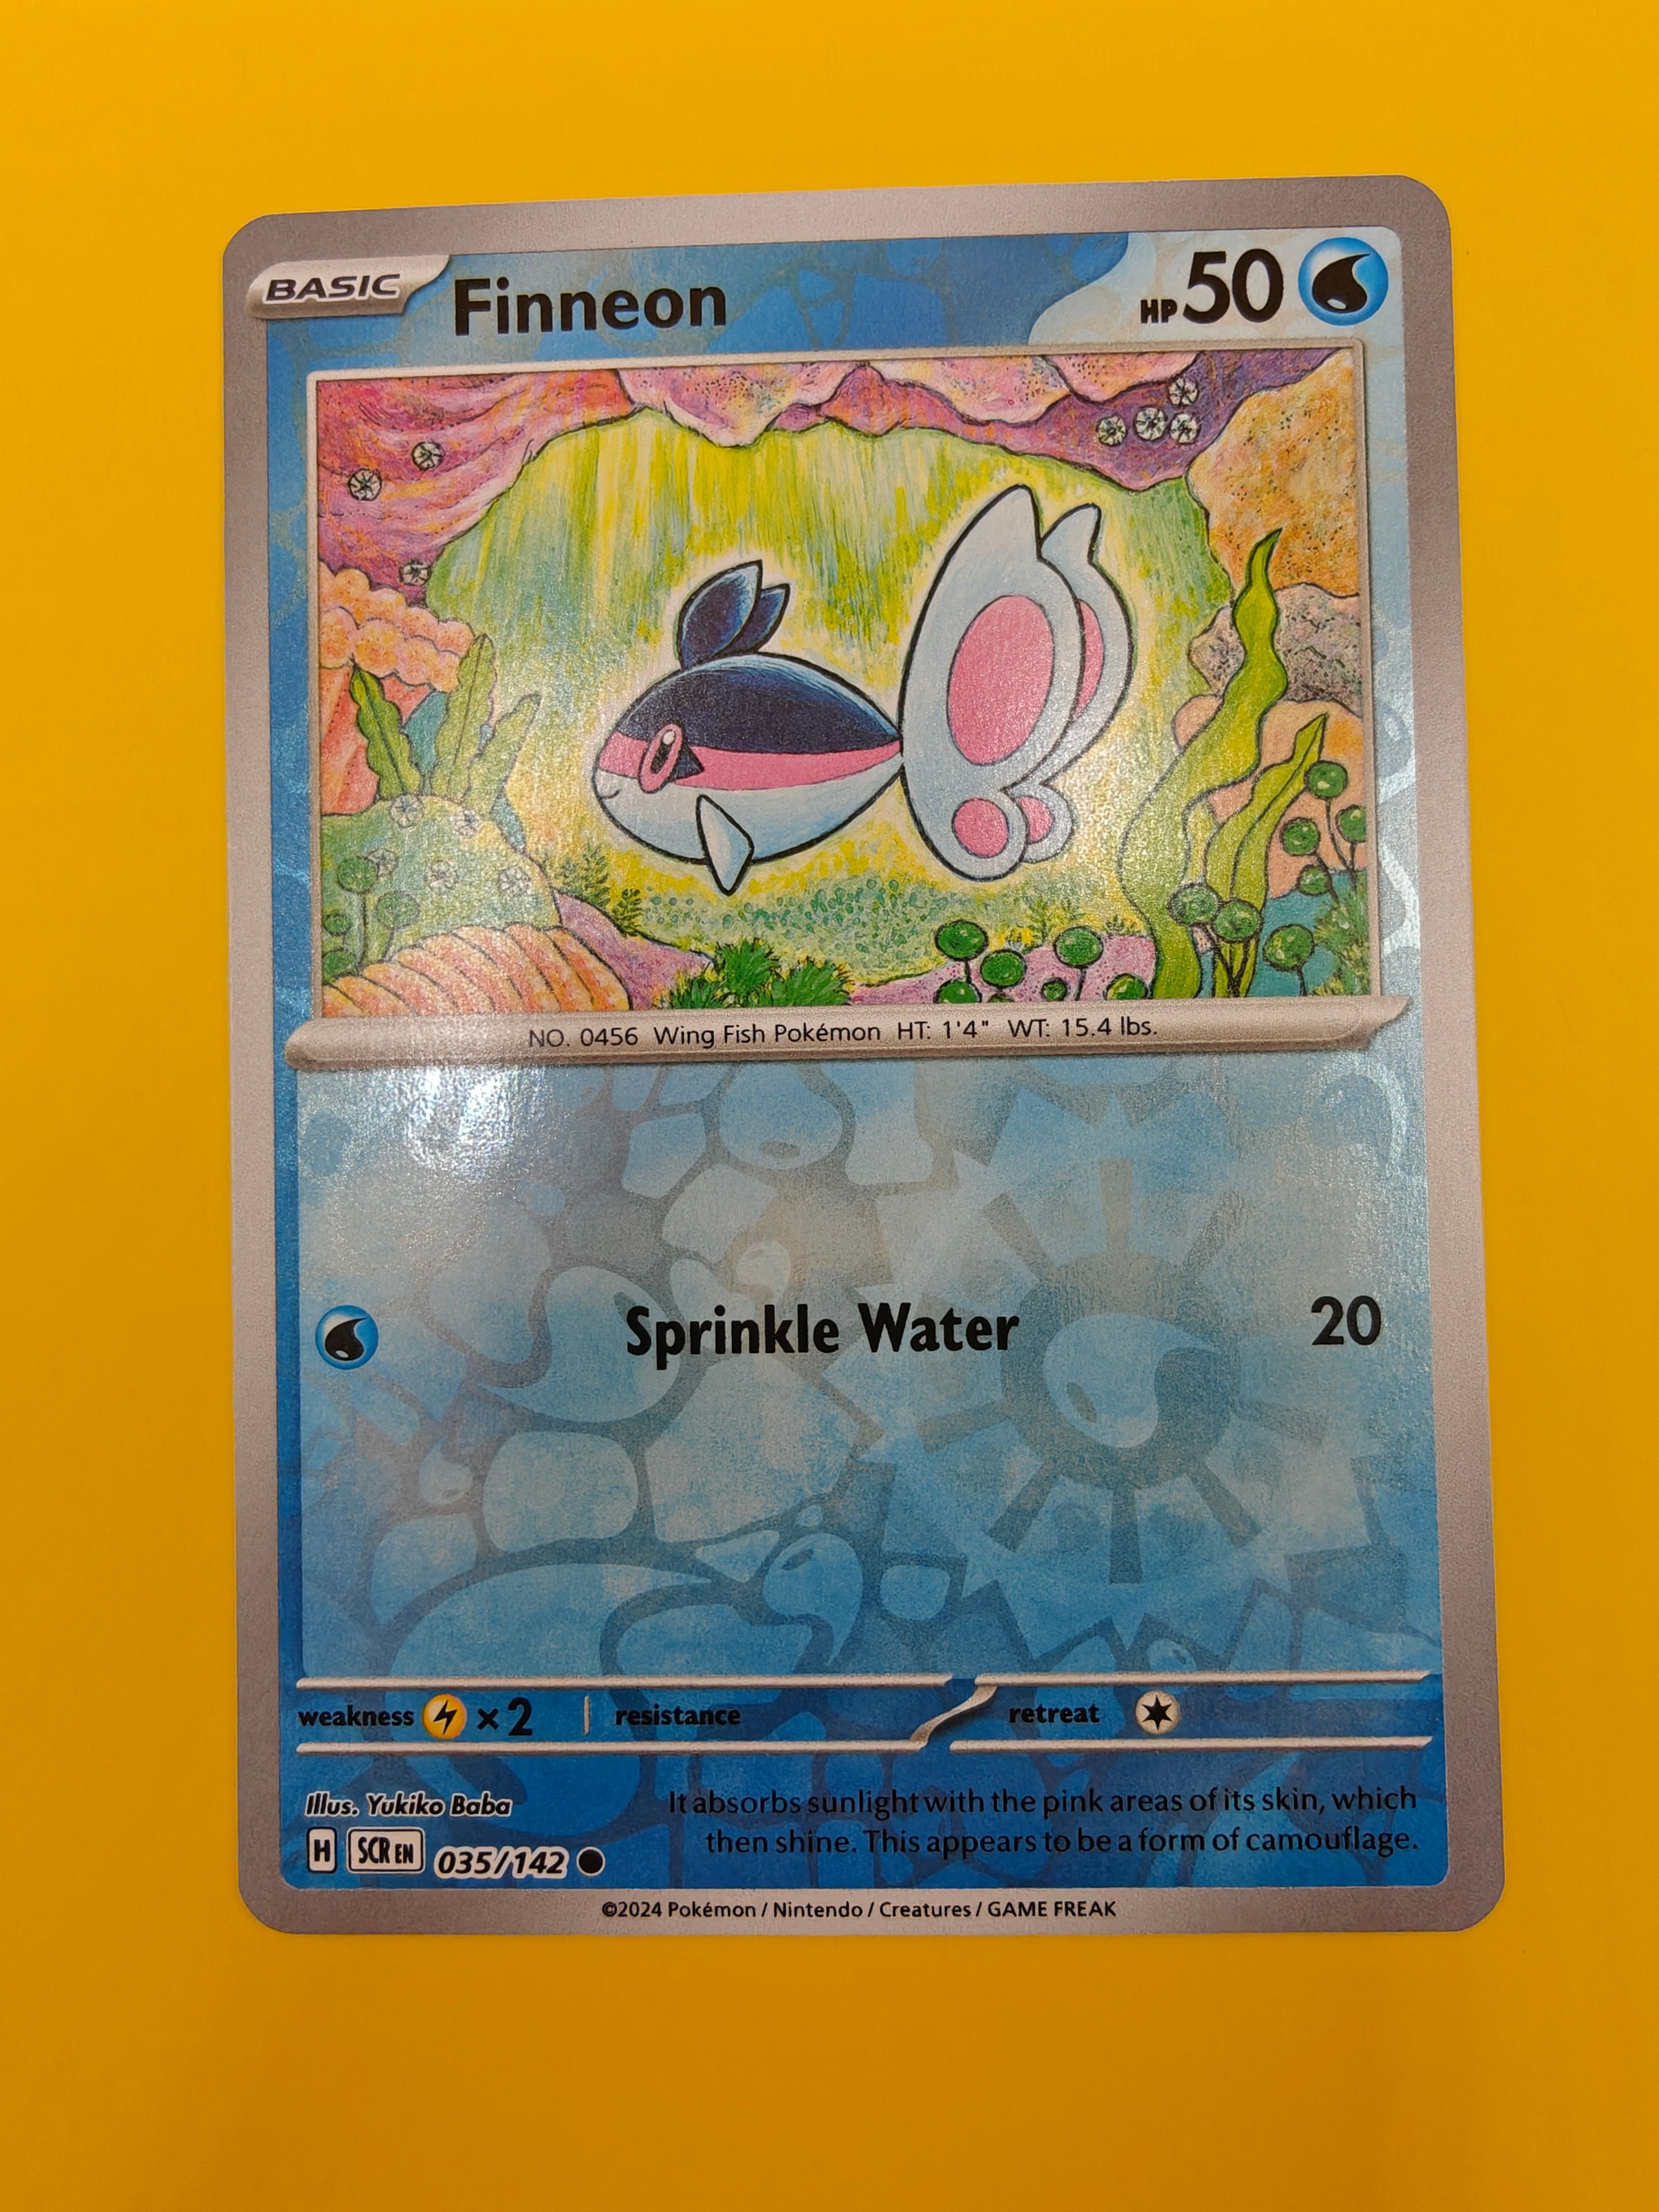 BASIC Finneon HP 50
NO. 0456 Wing Fish Pokémon HT: 1'4" WT: 15.4 lbs.
Sprinkle Water 20
weakness ×2 resistance retreat
Illus. Yukiko Baba
It absorbs sunlight with the pink areas of its skin, which
then shine. This appears to be a form of camouflage.
H SCR EN 035/142
©2024 Pokémon / Nintendo / Creatures / GAME FREAK